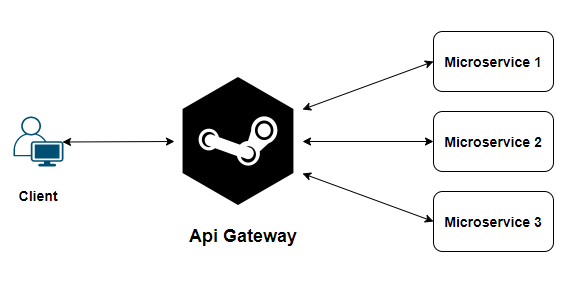 Microservice 1
Microservice 2
Client
Microservice 3
Api Gateway